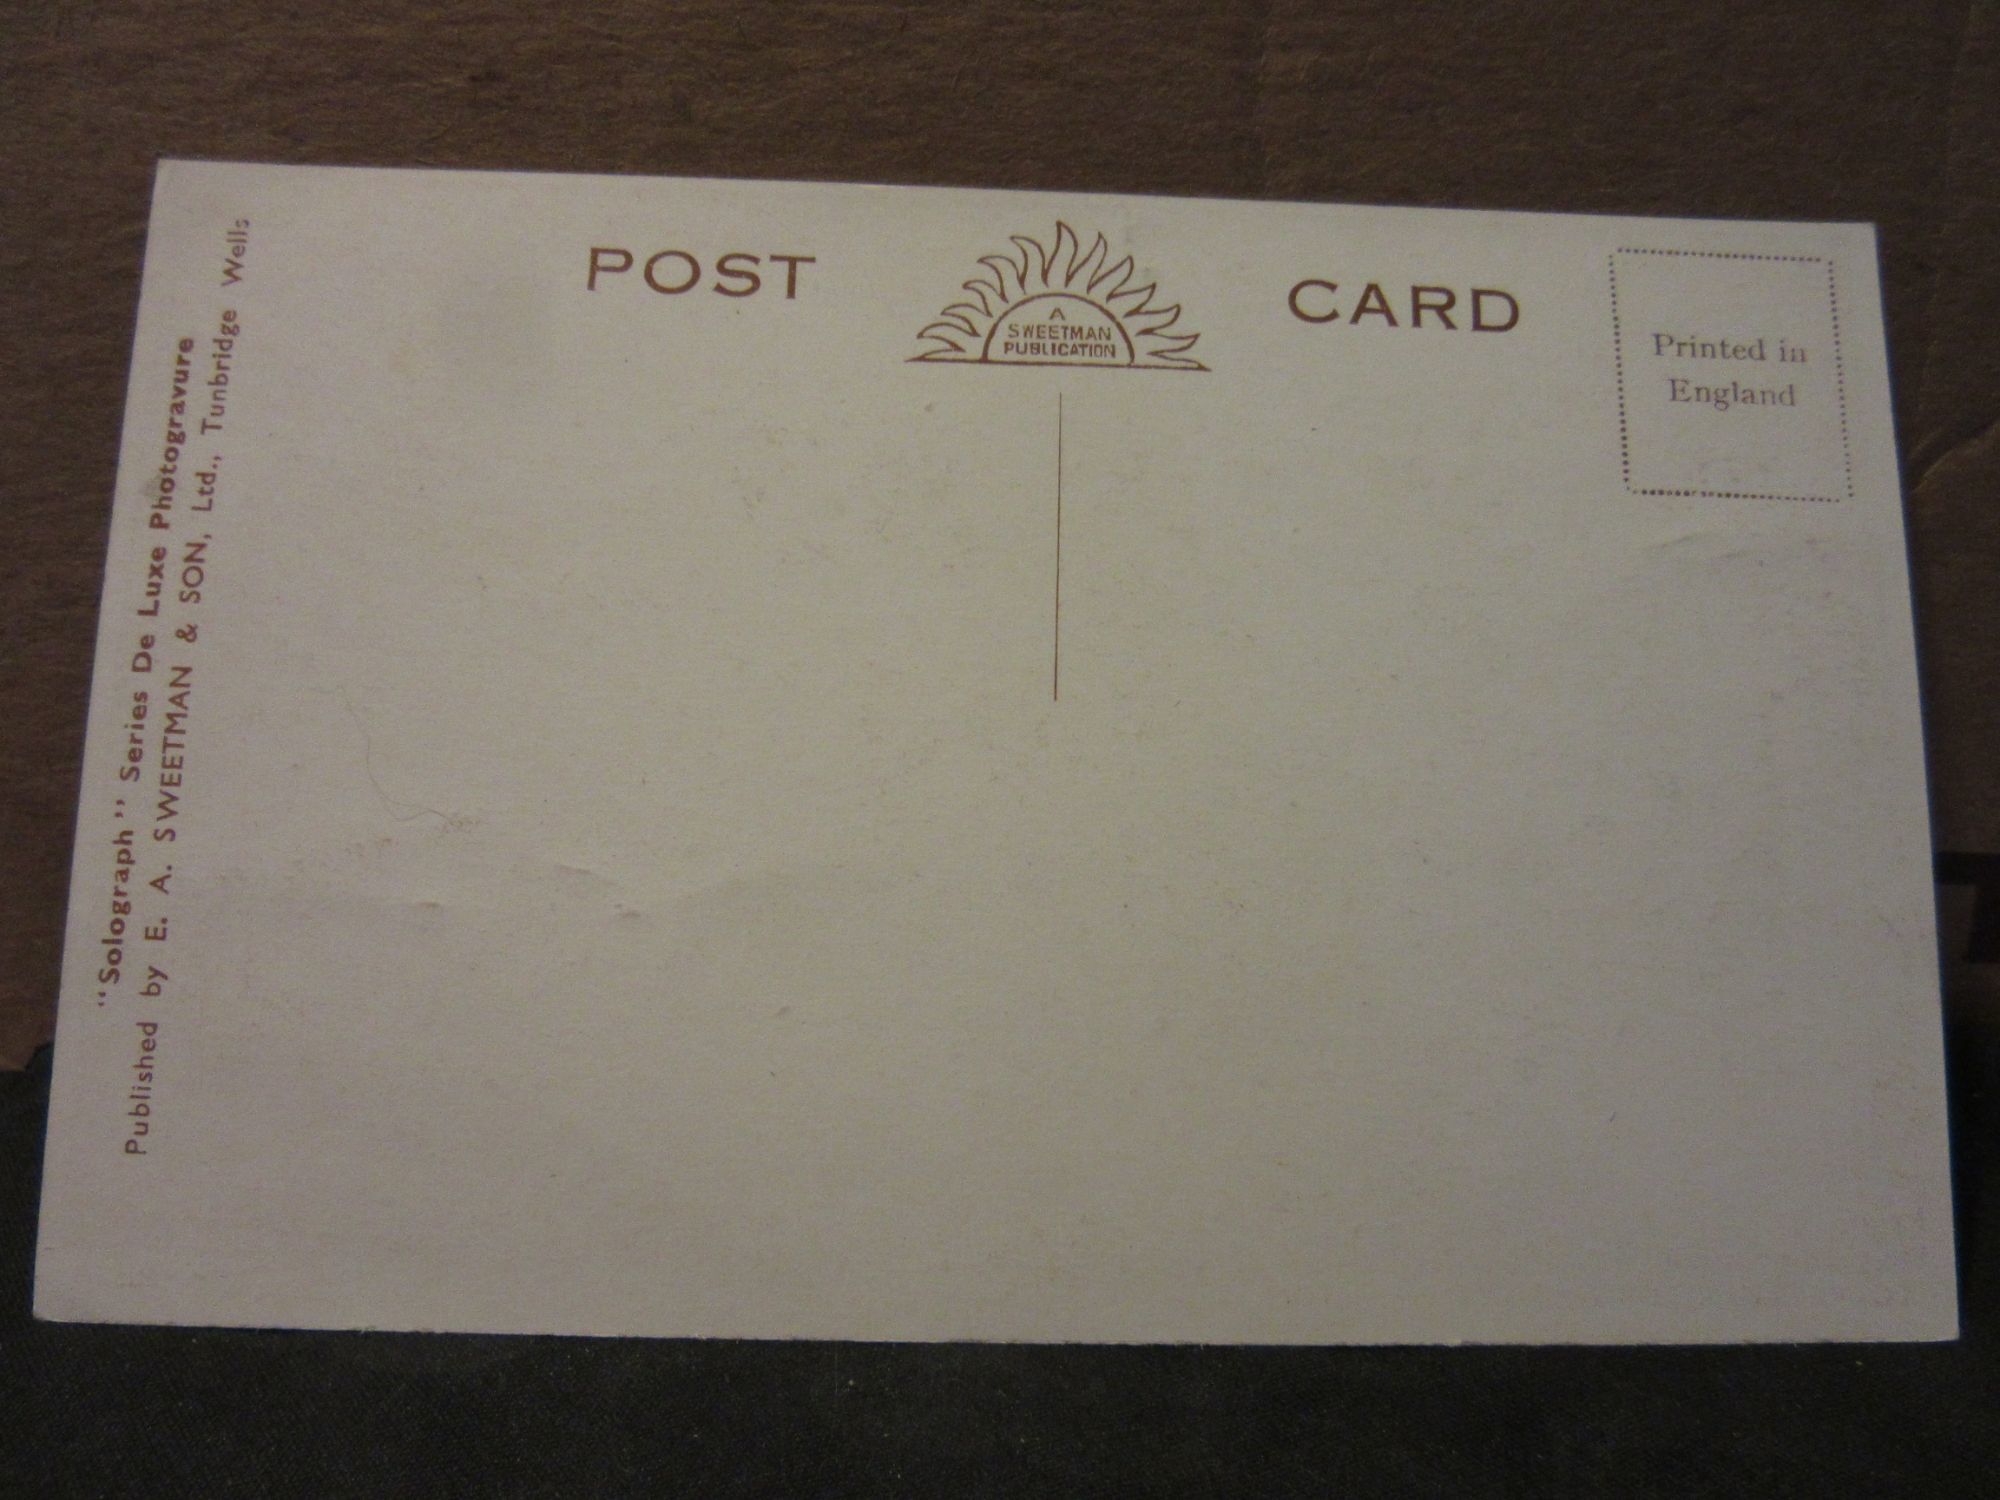 POST CARD
A
SWEETMAN
PUBLICATION
Printed in
England
"Solograph" Series De Luxe Photogravure
Published by E. A. SWEETMAN & SON, Ltd., Tunbridge Wells